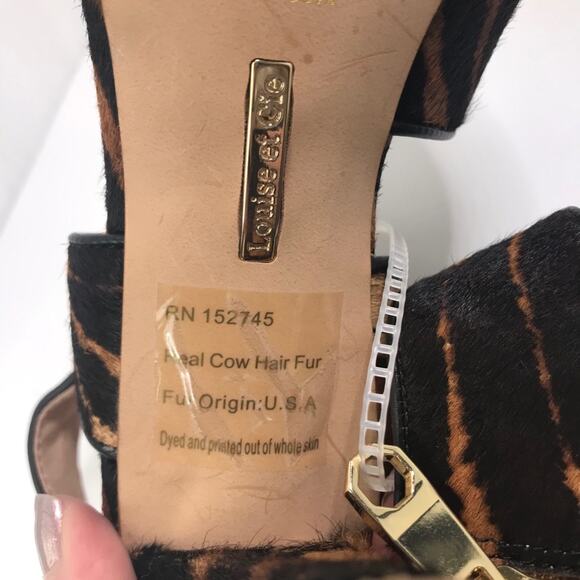 Louise et Cie
RN 152745
Real Cow Hair Fur
Fur Origin:U.S.A
Dyed and printed out of whole skin